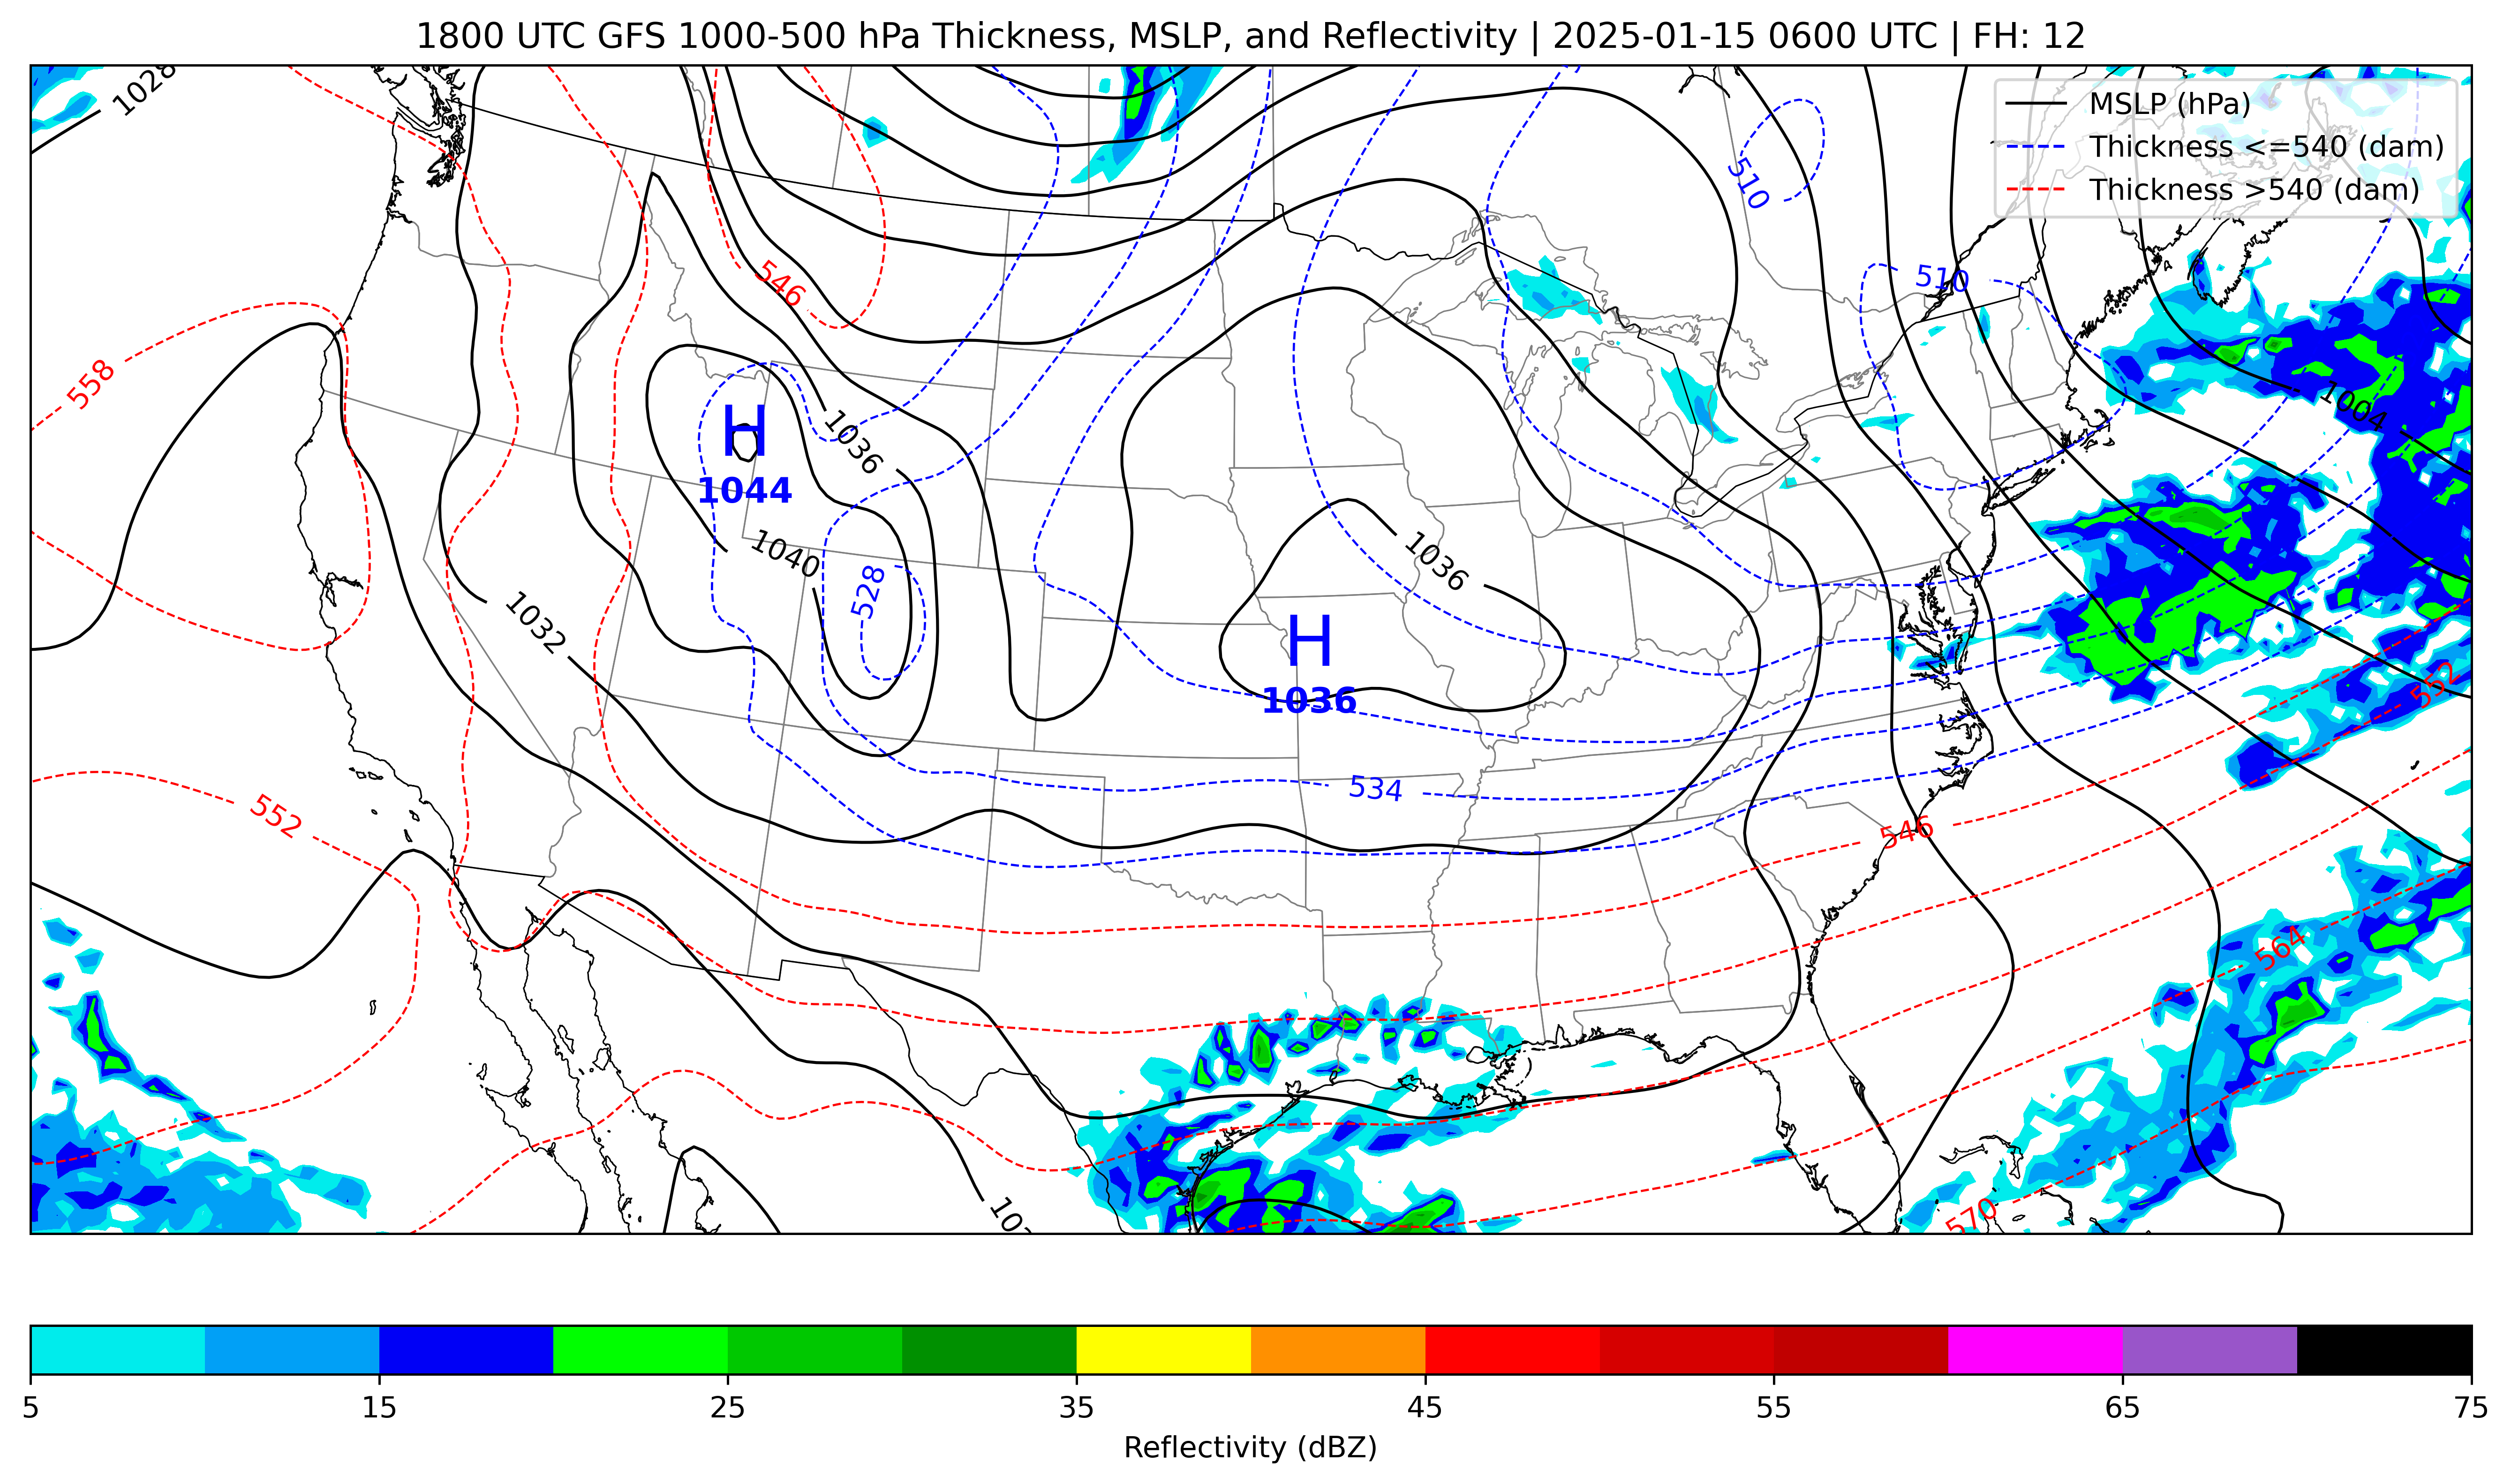 1800 UTC GFS 1000-500 hPa Thickness, MSLP, and Reflectivity | 2025-01-15 0600 UTC | FH: 12
MSLP (hPa)
Thickness <=540 (dam)
Thickness >540 (dam)
1028
510
510
546
558
1004
H
1044
1036
1040
528
1036
1032
H
1036
552
534
552
546
564
570
5 15 25 35 45 55 65 75
Reflectivity (dBZ)